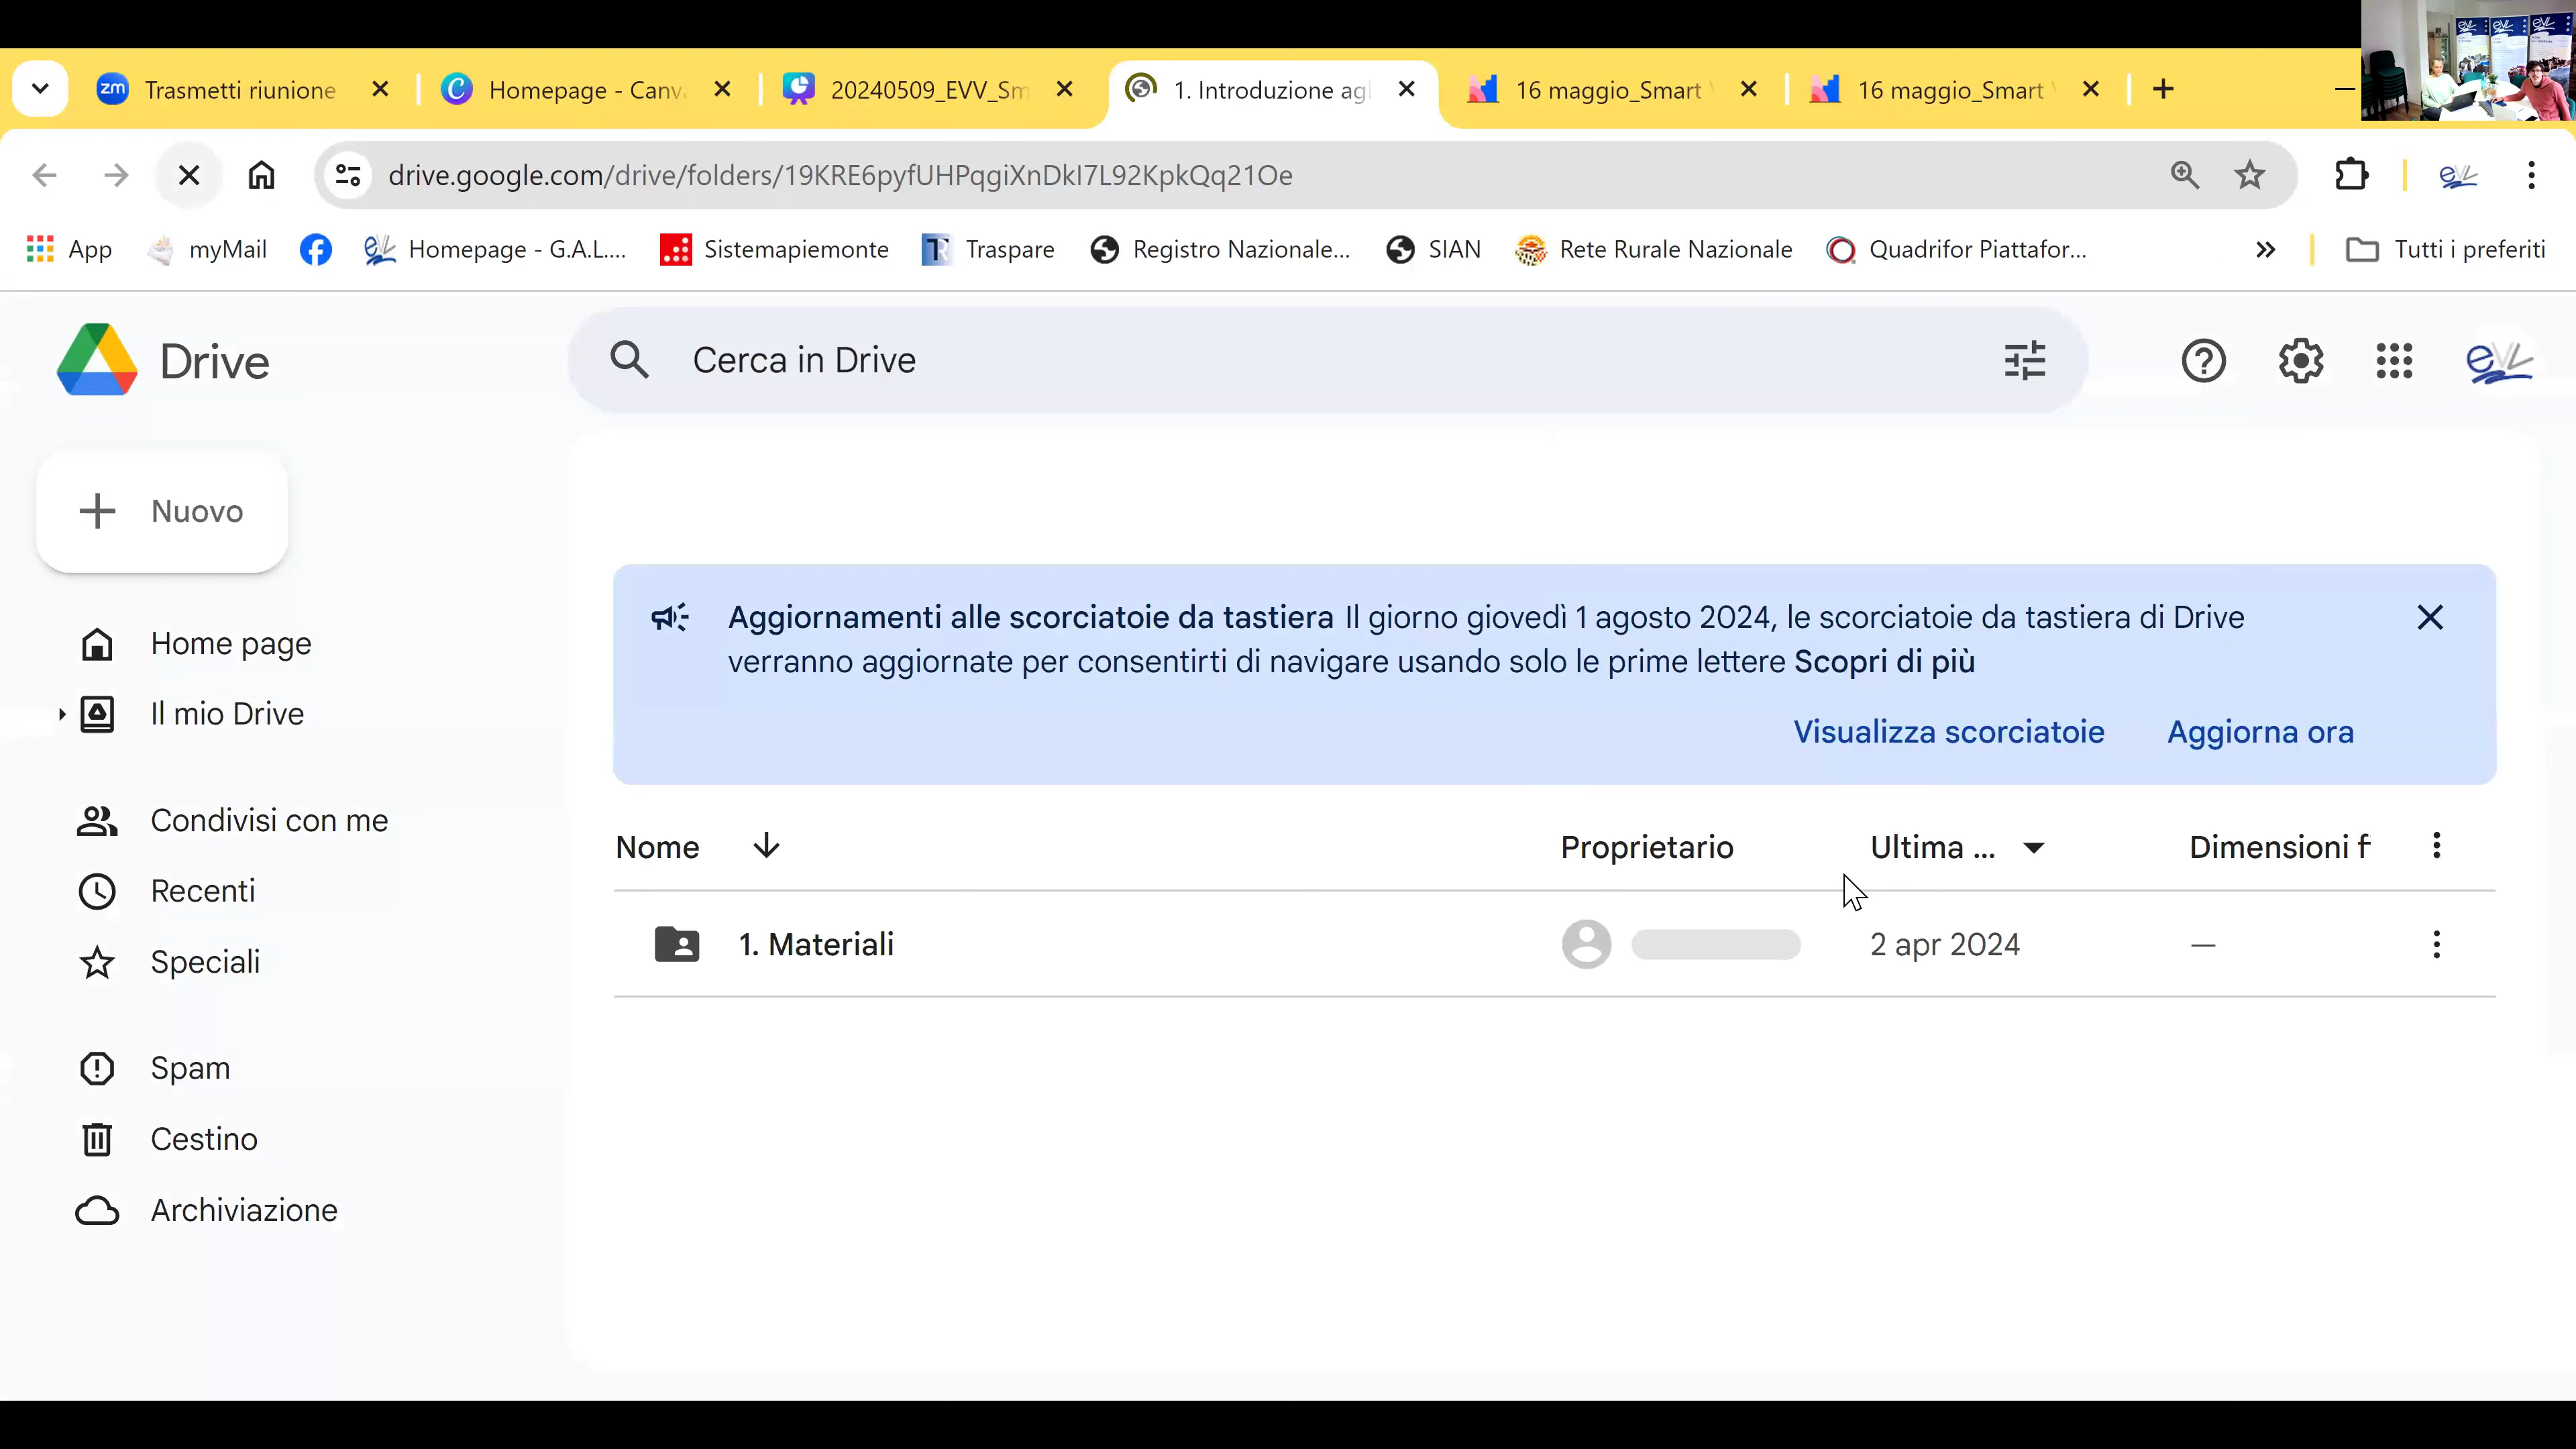 zm Trasmetti riunione
Homepage - Canv
20240509_EVV_Sm
1. Introduzione ag
16 maggio_Smart
16 maggio_Smart
drive.google.com/drive/folders/19KRE6pyfUHPqgiXnDkI7L92KpkQq21Oe
App
myMail
Homepage - G.A.L....
Sistemapiemonte
Traspare
Registro Nazionale...
SIAN
Rete Rurale Nazionale
Quadrifor Piattafor...
Tutti i preferiti
Drive
Cerca in Drive
Nuovo
Home page
Il mio Drive
Condivisi con me
Recenti
Speciali
Spam
Cestino
Archiviazione
Aggiornamenti alle scorciatoie da tastiera Il giorno giovedì 1 agosto 2024, le scorciatoie da tastiera di Drive
verranno aggiornate per consentirti di navigare usando solo le prime lettere Scopri di più
Visualizza scorciatoie Aggiorna ora
Nome Proprietario Ultima ... Dimensioni f
1. Materiali 2 apr 2024 —